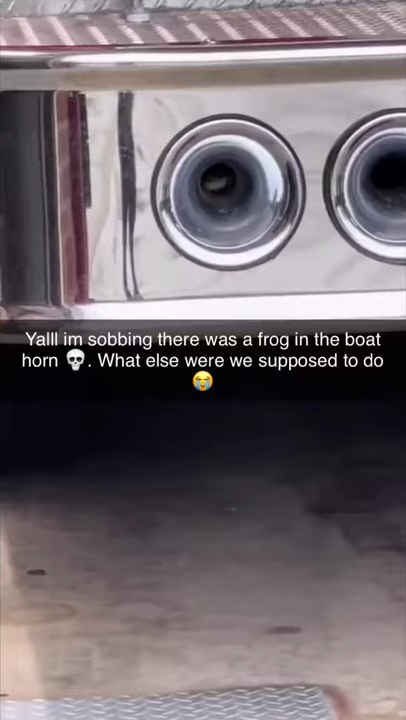 Yalll im sobbing there was a frog in the boat
horn 💀. What else were we supposed to do
😭